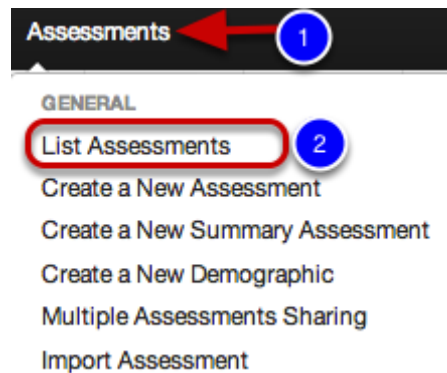 Assessments 1
GENERAL
List Assessments 2
Create a New Assessment
Create a New Summary Assessment
Create a New Demographic
Multiple Assessments Sharing
Import Assessment